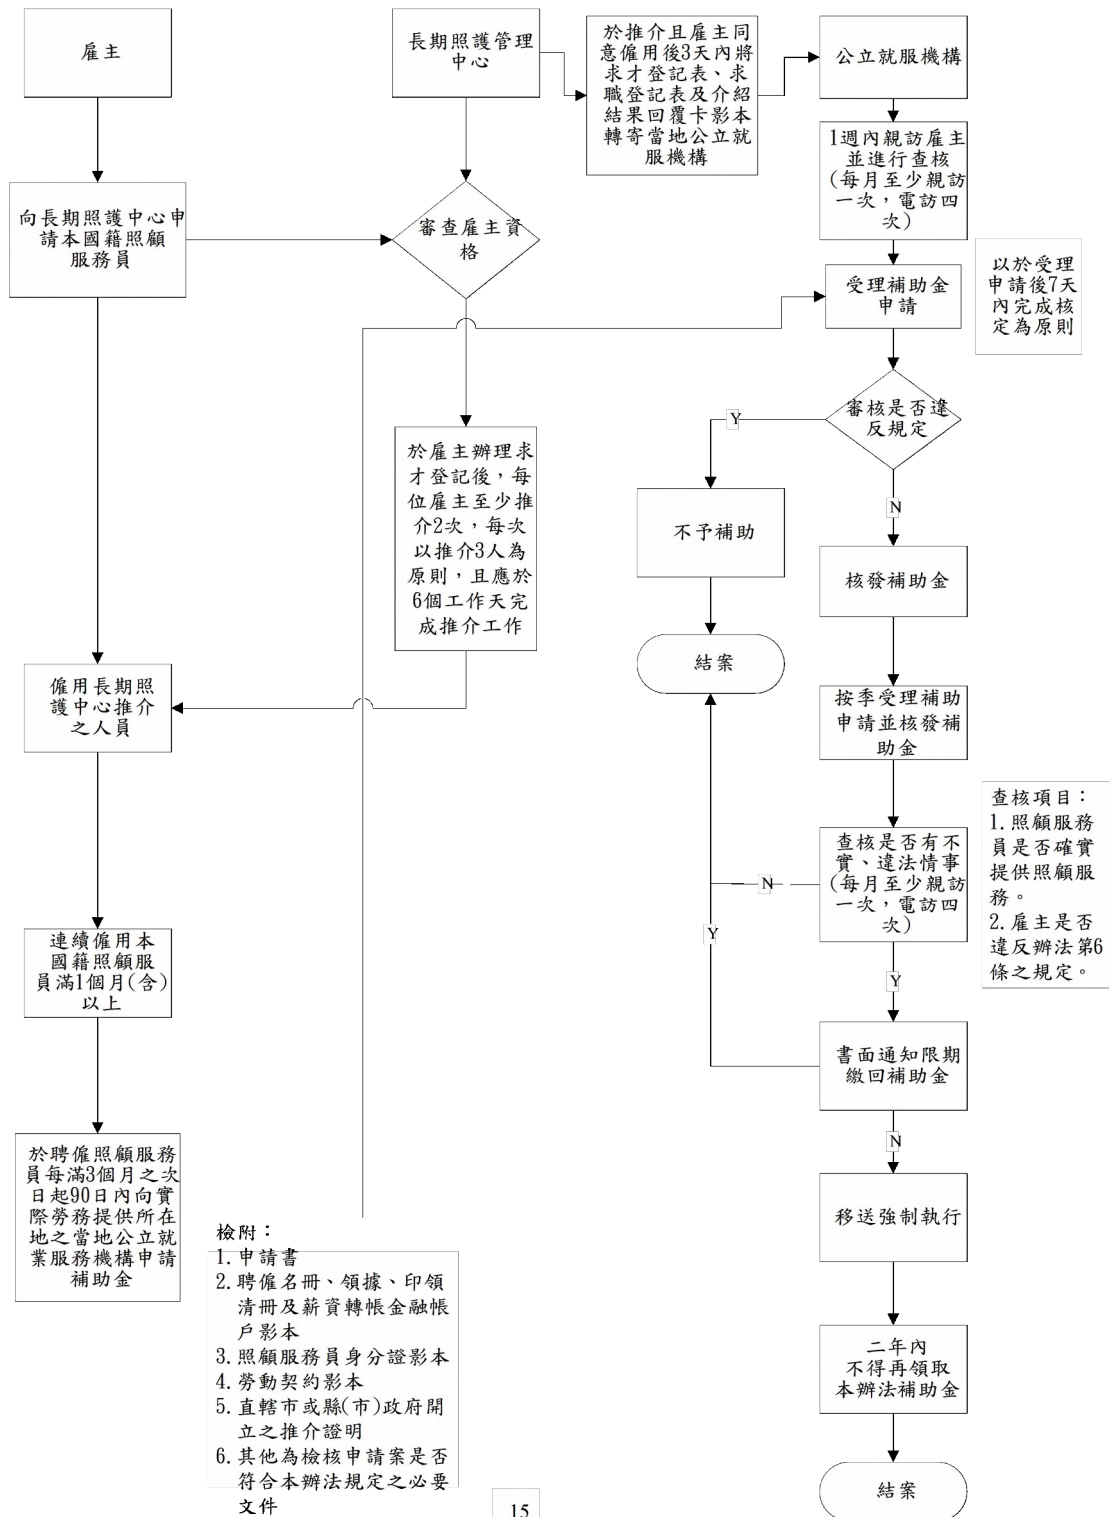 雇主
長期照護管理
中心
於推介且雇主同
意僱用後3天內將
求才登記表、求
職登記表及介紹
結果回覆卡影本
轉寄當地公立就
服機構
公立就服機構
1週內親訪雇主
並進行查核
(每月至少親訪
一次，電訪四
次)
向長期照護中心申
請本國籍照顧
服務員
審查雇主資
格
受理補助金
申請
以於受理
申請後7天
內完成核
定為原則
審核是否違
反規定
Y
N
於雇主辦理求
才登記後，每
位雇主至少推
介2次，每次
以推介3人為
原則，且應於
6個工作天完
成推介工作
不予補助
核發補助金
結案
僱用長期照
護中心推介
之人員
按季受理補助
申請並核發補
助金
查核項目：
1.照顧服務
員是否確實
提供照顧服
務。
2.雇主是否
違反辦法第6
條之規定。
查核是否有不
實、違法情事
(每月至少親訪
一次，電訪四
次)
N
Y
Y
連續僱用本
國籍照顧服
員滿1個月(含)
以上
書面通知限期
繳回補助金
N
於聘僱照顧服務
員每滿3個月之次
日起90日內向實
際勞務提供所在
地之當地公立就
業服務機構申請
補助金
移送強制執行
檢附：
1.申請書
2.聘僱名冊、領據、印領
清冊及薪資轉帳金融帳
戶影本
3.照顧服務員身分證影本
4.勞動契約影本
5.直轄市或縣(市)政府開
立之推介證明
6.其他為檢核申請案是否
符合本辦法規定之必要
文件
二年內
不得再領取
本辦法補助金
結案
15